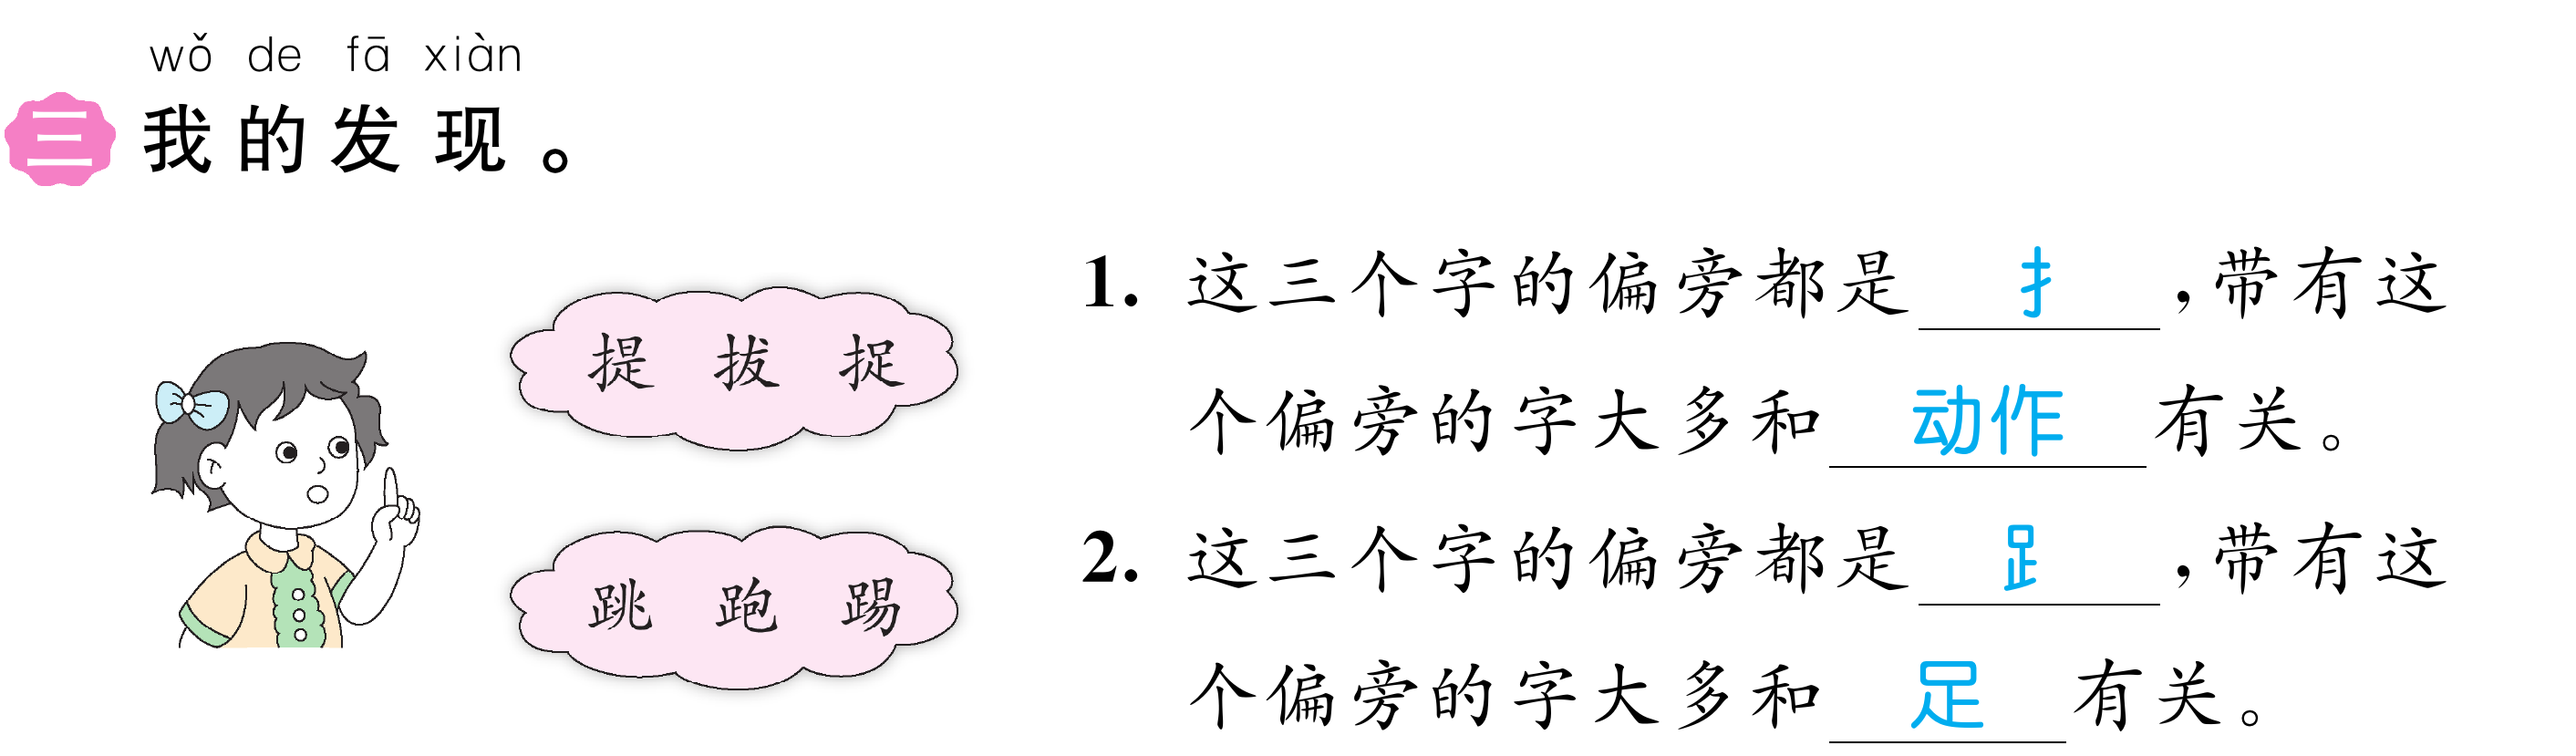 wǒ de fā xiàn
三 我的发现。
提 拔 捉
跳 跑 踢
1. 这三个字的偏旁都是 扌 ,带有这
个偏旁的字大多和 动作 有关。
2. 这三个字的偏旁都是 𧾷 ,带有这
个偏旁的字大多和 足 有关。